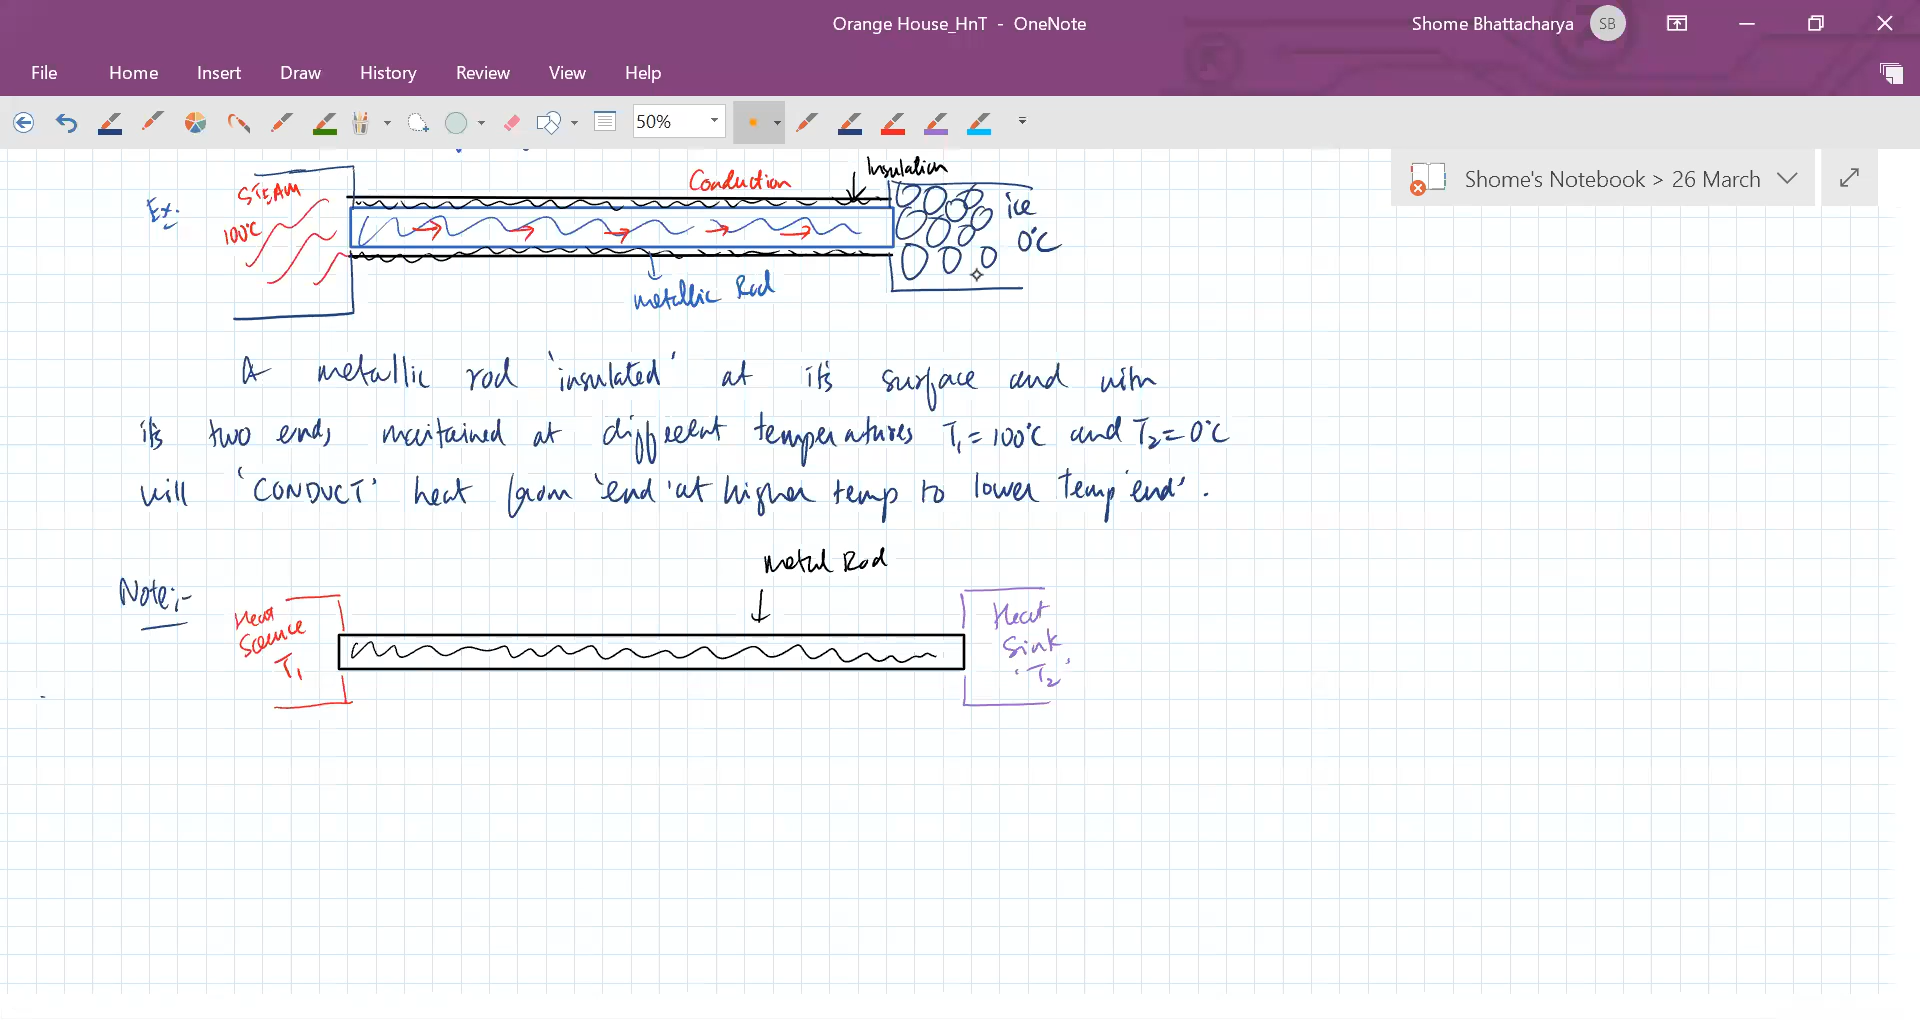 Orange House_HnT - OneNote
Shome Bhattacharya SB
File Home Insert Draw History Review View Help
50%
Shome's Notebook > 26 March
Insulation
Conduction
STEAM
100°C
Ex:
ice
0°C
metallic Rod
A metallic rod 'insulated' at it's surface and with
it's two ends maitained at different temperatures T₁ = 100°C and T₂ = 0°C
will 'CONDUCT' heat from 'end' at higher temp to lower temp 'end'.
Metal Rod
Note:-
Heat
Source
T₁
Heat
Sink
'T₂'